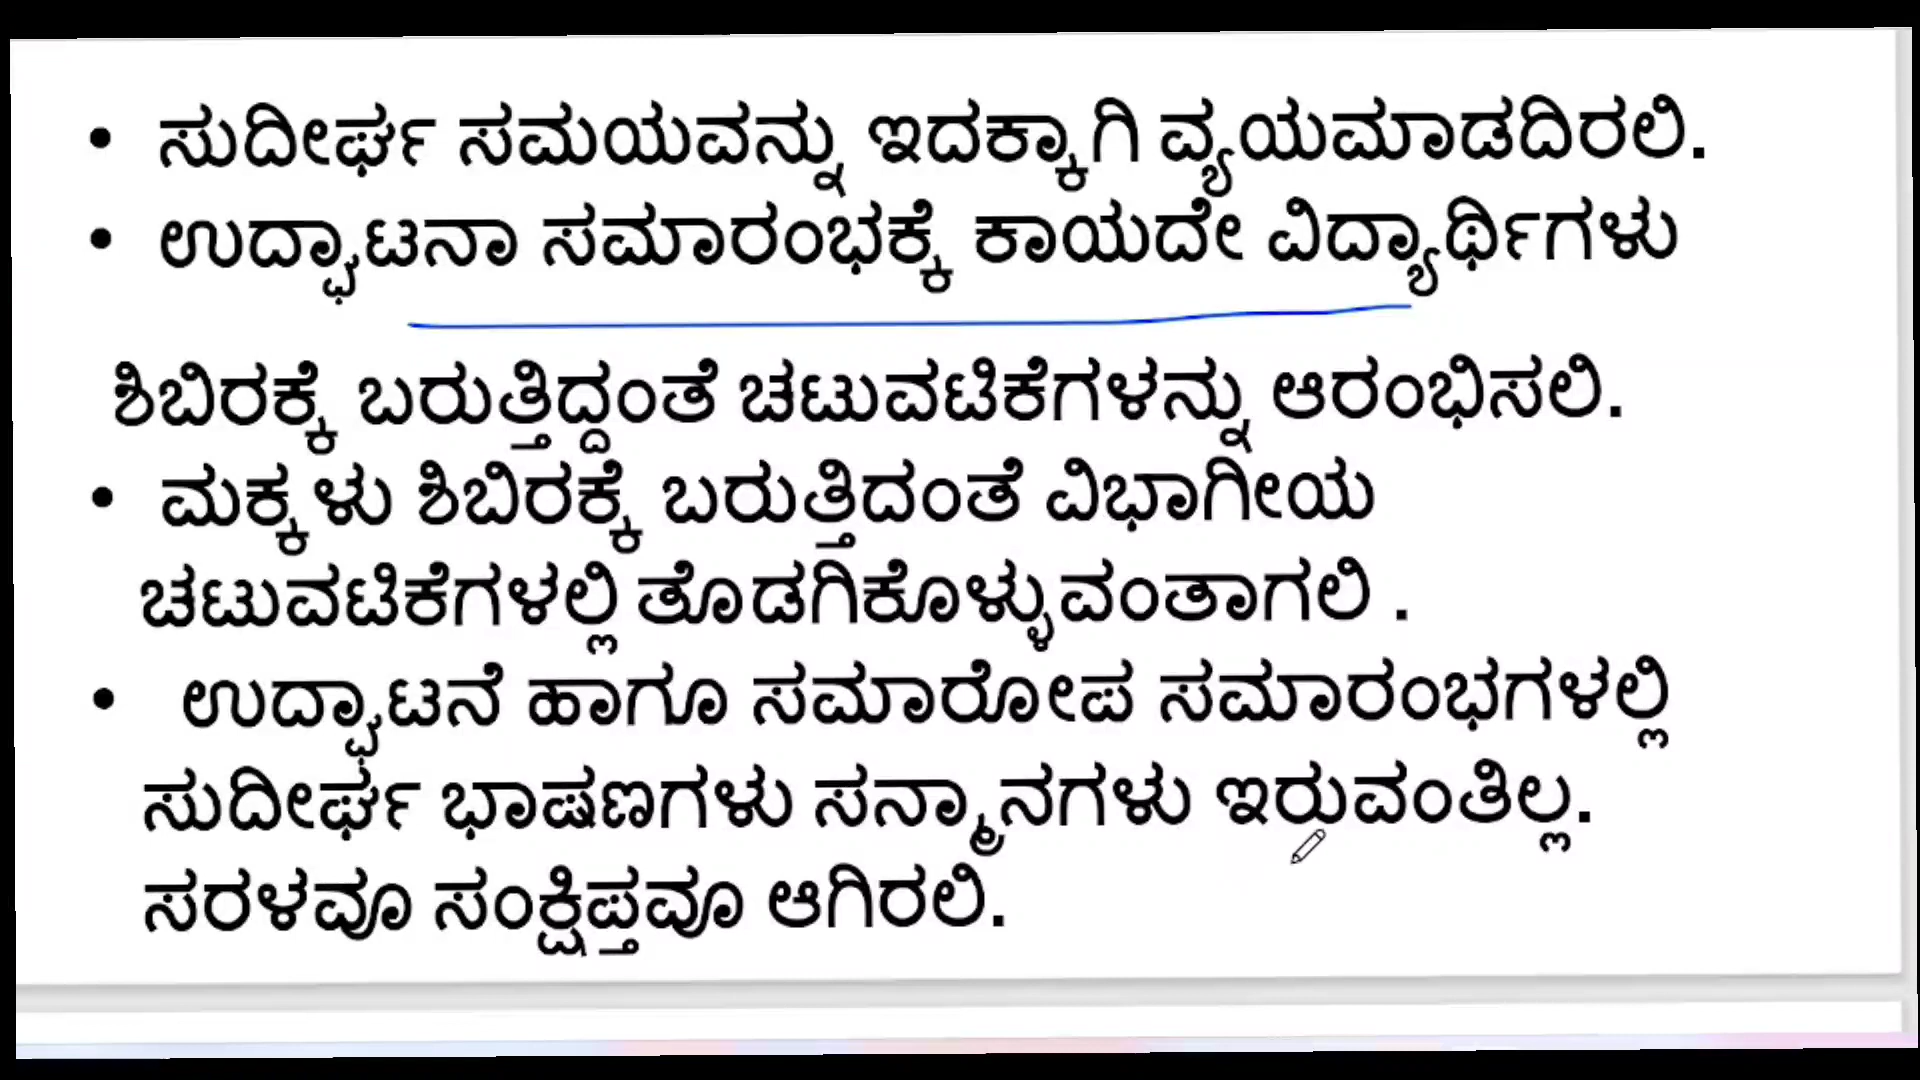 • ಸುದೀರ್ಘ ಸಮಯವನ್ನು ಇದಕ್ಕಾಗಿ ವ್ಯಯಮಾಡದಿರಲಿ.
• ಉದ್ಘಾಟನಾ ಸಮಾರಂಭಕ್ಕೆ ಕಾಯದೇ ವಿದ್ಯಾರ್ಥಿಗಳು
ಶಿಬಿರಕ್ಕೆ ಬರುತ್ತಿದ್ದಂತೆ ಚಟುವಟಿಕೆಗಳನ್ನು ಆರಂಭಿಸಲಿ.
• ಮಕ್ಕಳು ಶಿಬಿರಕ್ಕೆ ಬರುತ್ತಿದಂತೆ ವಿಭಾಗೀಯ
ಚಟುವಟಿಕೆಗಳಲ್ಲಿ ತೊಡಗಿಕೊಳ್ಳುವಂತಾಗಲಿ .
• ಉದ್ಘಾಟನೆ ಹಾಗೂ ಸಮಾರೋಪ ಸಮಾರಂಭಗಳಲ್ಲಿ
ಸುದೀರ್ಘ ಭಾಷಣಗಳು ಸನ್ಮಾನಗಳು ಇರುವಂತಿಲ್ಲ.
ಸರಳವೂ ಸಂಕ್ಷಿಪ್ತವೂ ಆಗಿರಲಿ.